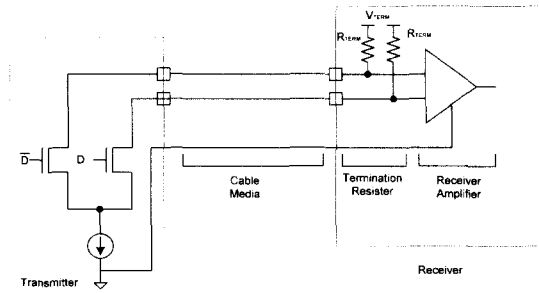 VTERM
RTERM
RTERM
D
D
Cable
Media
Termination
Resister
Receiver
Amplifier
Transmitter
Receiver